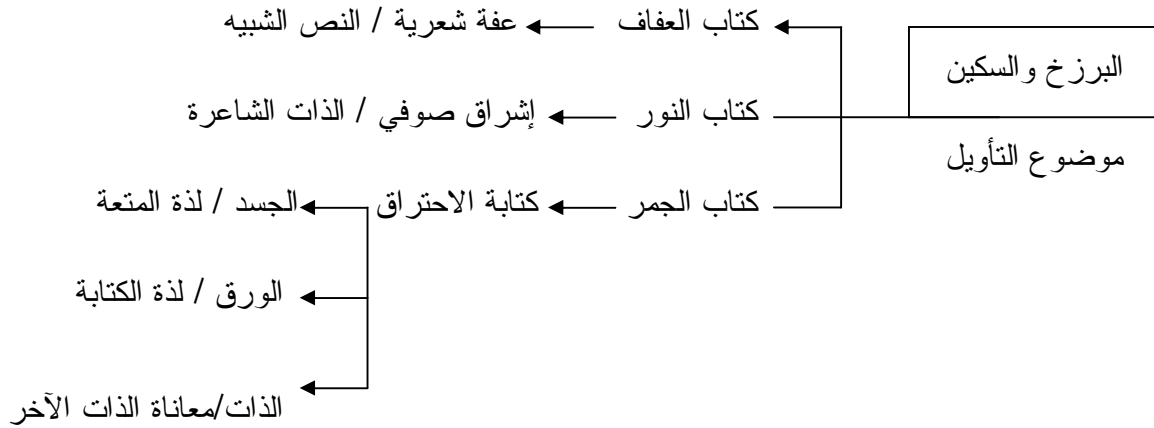 البرزخ والسكين
موضوع التأويل
كتاب العفاف
عفة شعرية / النص الشبيه
كتاب النور
إشراق صوفي / الذات الشاعرة
كتاب الجمر
كتابة الاحتراق
الجسد / لذة المتعة
الورق / لذة الكتابة
الذات/معاناة الذات الآخر